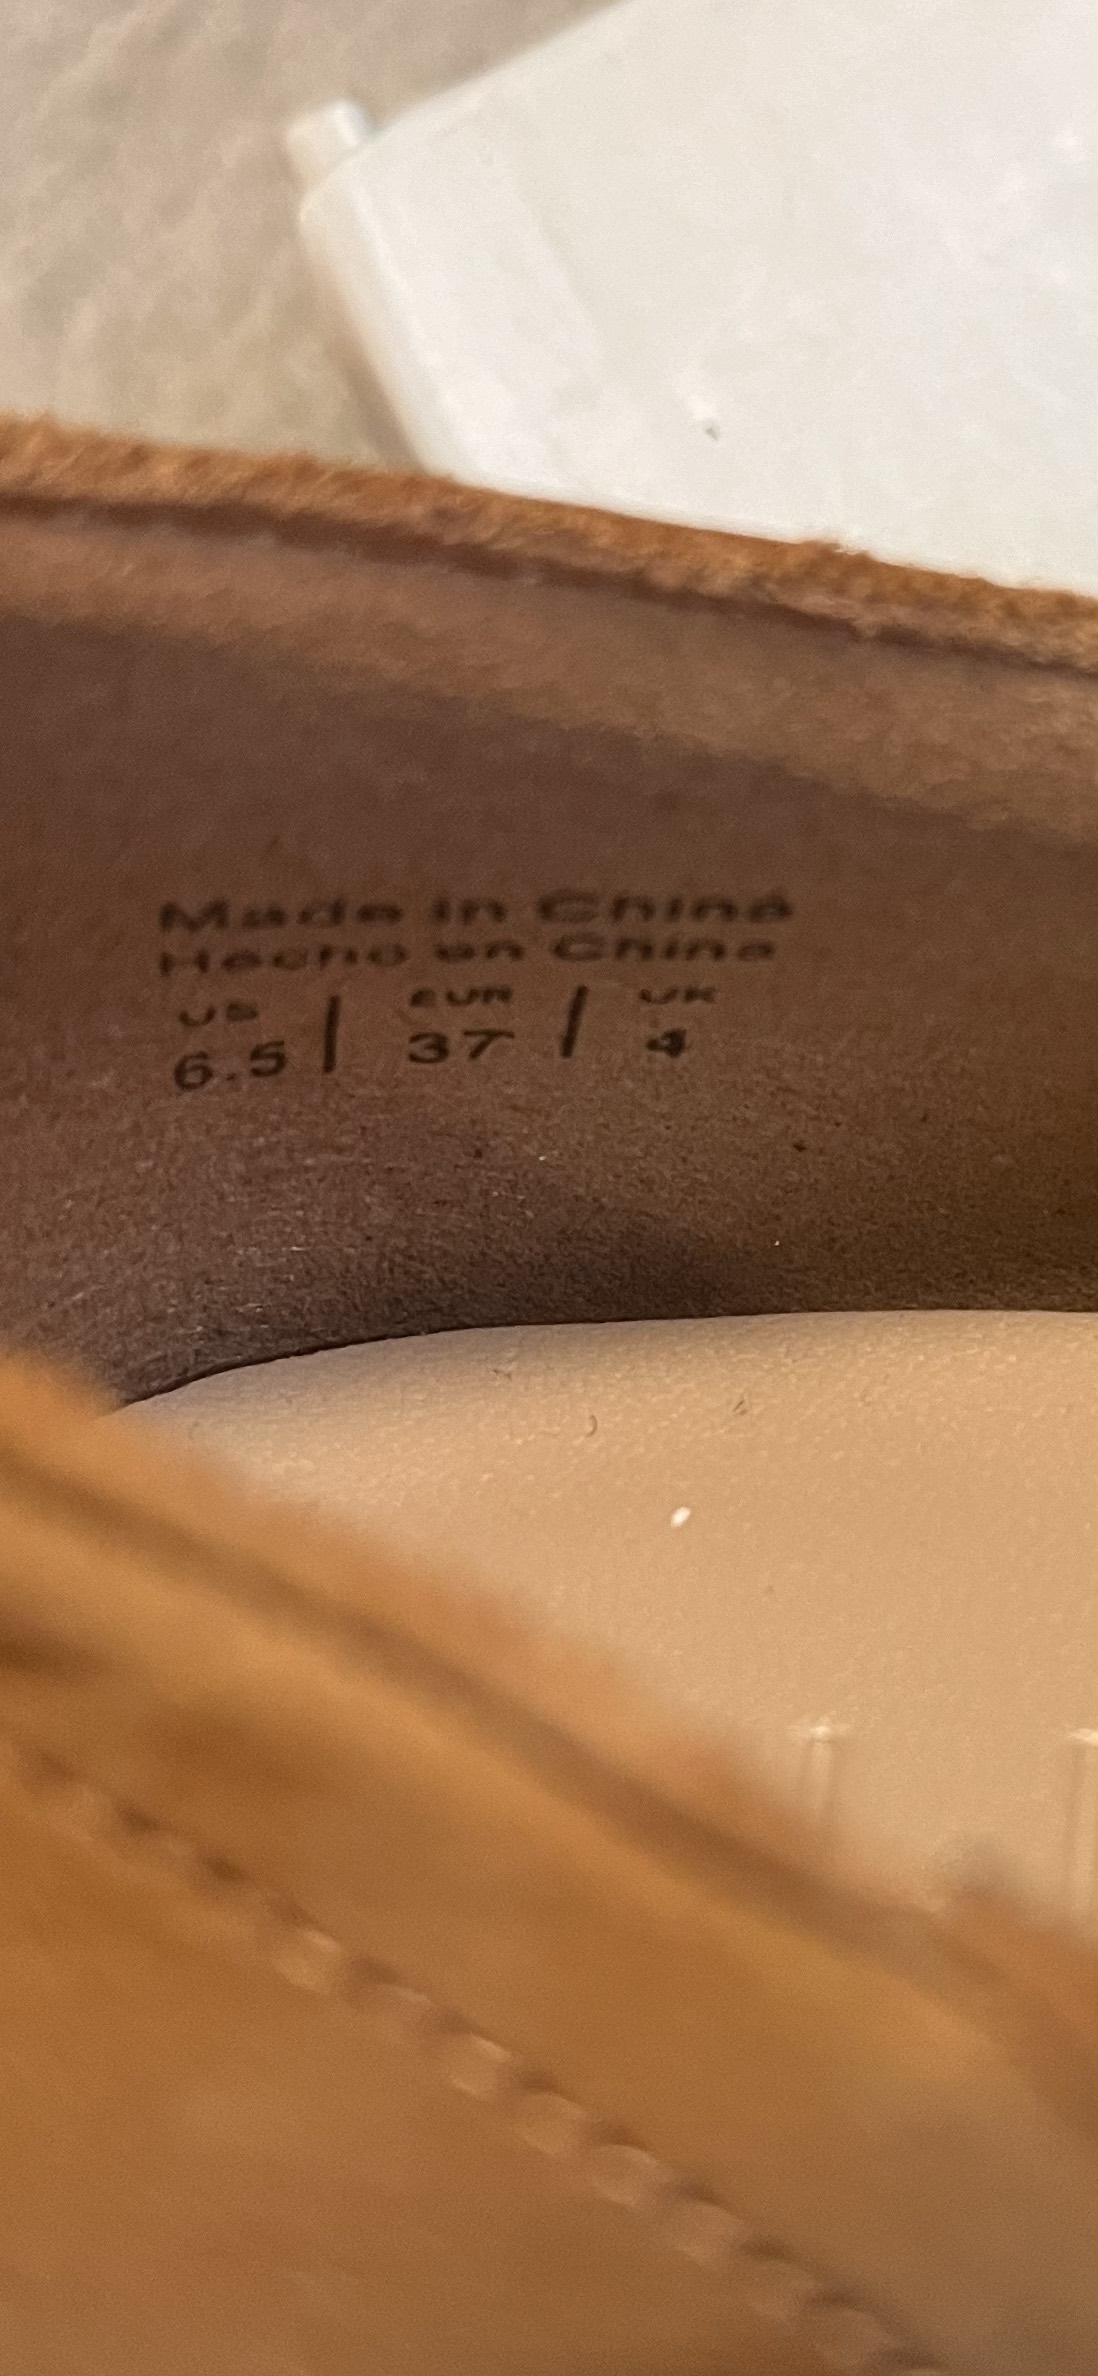 Made in China
Hecho en China
US | EUR | UK
6.5 | 37 | 4